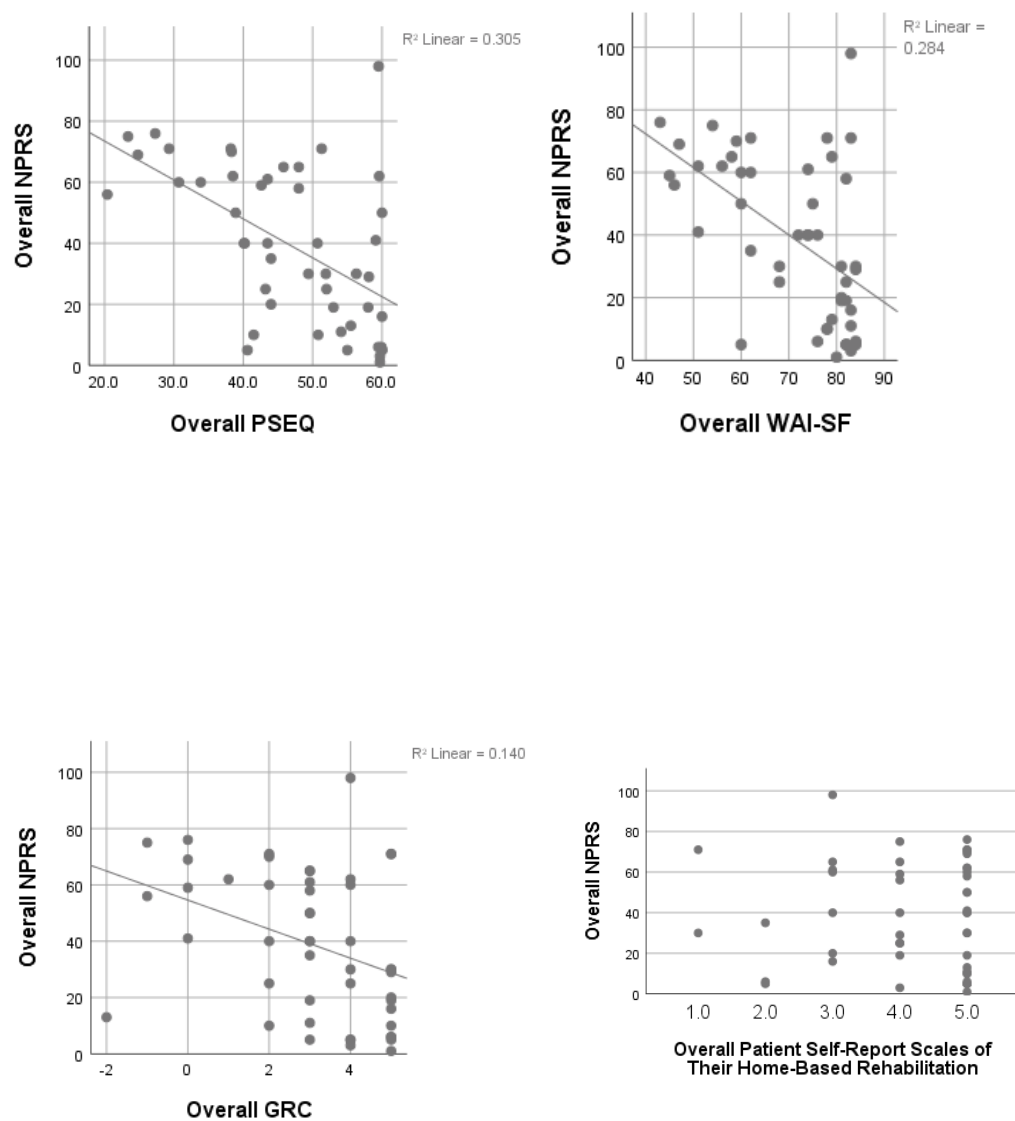 R² Linear = 0.305
100
80
60
40
20
0
Overall NPRS
20.0 30.0 40.0 50.0 60.0
Overall PSEQ
R² Linear =
0.284
100
80
60
40
20
0
Overall NPRS
40 50 60 70 80 90
Overall WAI-SF
R² Linear = 0.140
100
80
60
40
20
0
Overall NPRS
-2 0 2 4
Overall GRC
100
80
60
40
20
0
Overall NPRS
1.0 2.0 3.0 4.0 5.0
Overall Patient Self-Report Scales of
Their Home-Based Rehabilitation